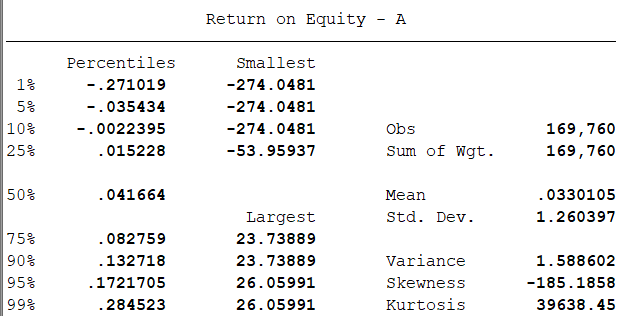 Return on Equity - A
Percentiles Smallest
1% -.271019 -274.0481
5% -.035434 -274.0481
10% -.0022395 -274.0481 Obs 169,760
25% .015228 -53.95937 Sum of Wgt. 169,760
50% .041664 Mean .0330105
Largest Std. Dev. 1.260397
75% .082759 23.73889
90% .132718 23.73889 Variance 1.588602
95% .1721705 26.05991 Skewness -185.1858
99% .284523 26.05991 Kurtosis 39638.45